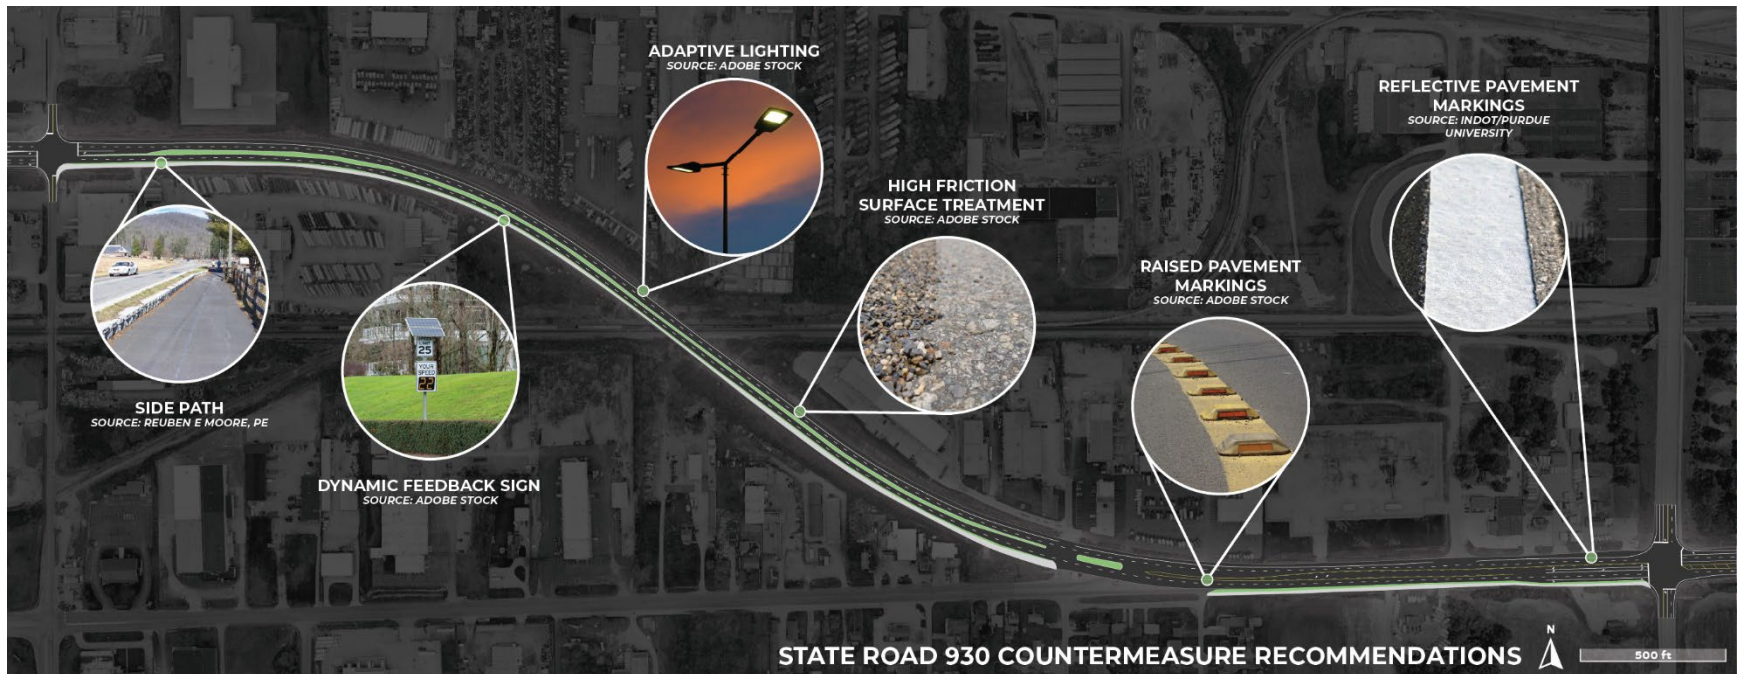 ADAPTIVE LIGHTING
SOURCE: ADOBE STOCK
REFLECTIVE PAVEMENT
MARKINGS
SOURCE: INDOT/PURDUE
UNIVERSITY
HIGH FRICTION
SURFACE TREATMENT
SOURCE: ADOBE STOCK
RAISED PAVEMENT
MARKINGS
SOURCE: ADOBE STOCK
LIMIT
25
YOUR
SPEED
22
SIDE PATH
SOURCE: REUBEN E MOORE, PE
DYNAMIC FEEDBACK SIGN
SOURCE: ADOBE STOCK
STATE ROAD 930 COUNTERMEASURE RECOMMENDATIONS
N
500 ft